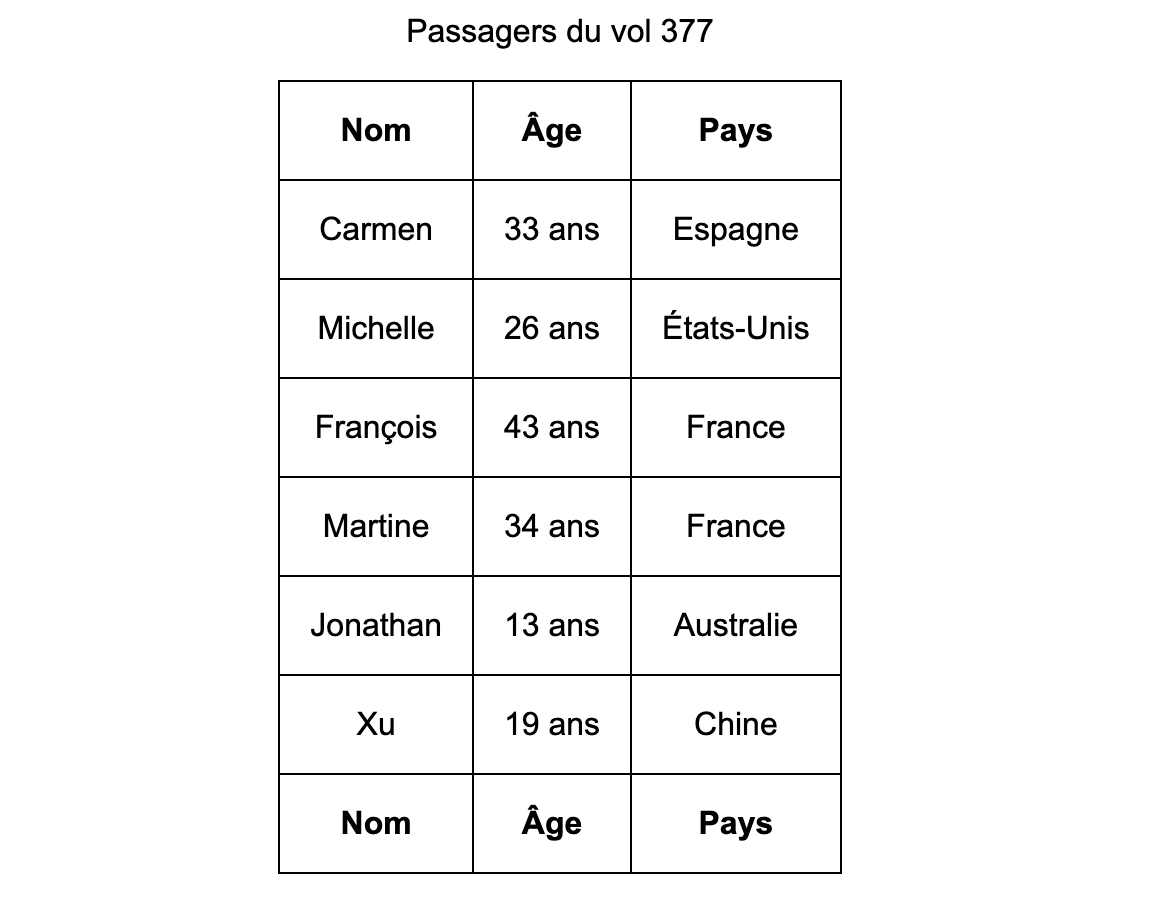 Passagers du vol 377
Nom Âge Pays
Carmen 33 ans Espagne
Michelle 26 ans États-Unis
François 43 ans France
Martine 34 ans France
Jonathan 13 ans Australie
Xu 19 ans Chine
Nom Âge Pays